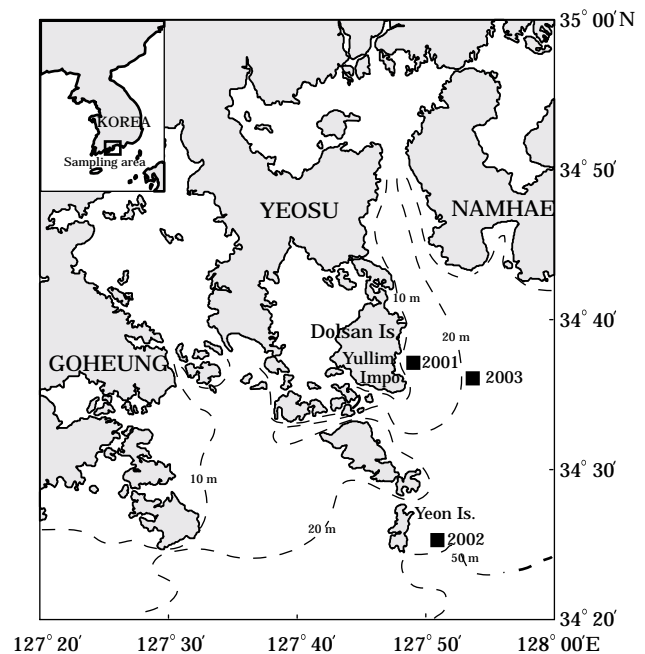 35° 00′N
KOREA
Sampling area
34° 50′
YEOSU
NAMHAE
10 m
34° 40′
Dolsan Is.
20 m
GOHEUNG
Yullim
2001
Impo
2003
34° 30′
10 m
Yeon Is.
20 m
2002
50 m
34° 20′
127° 20′ 127° 30′ 127° 40′ 127° 50′ 128° 00′E